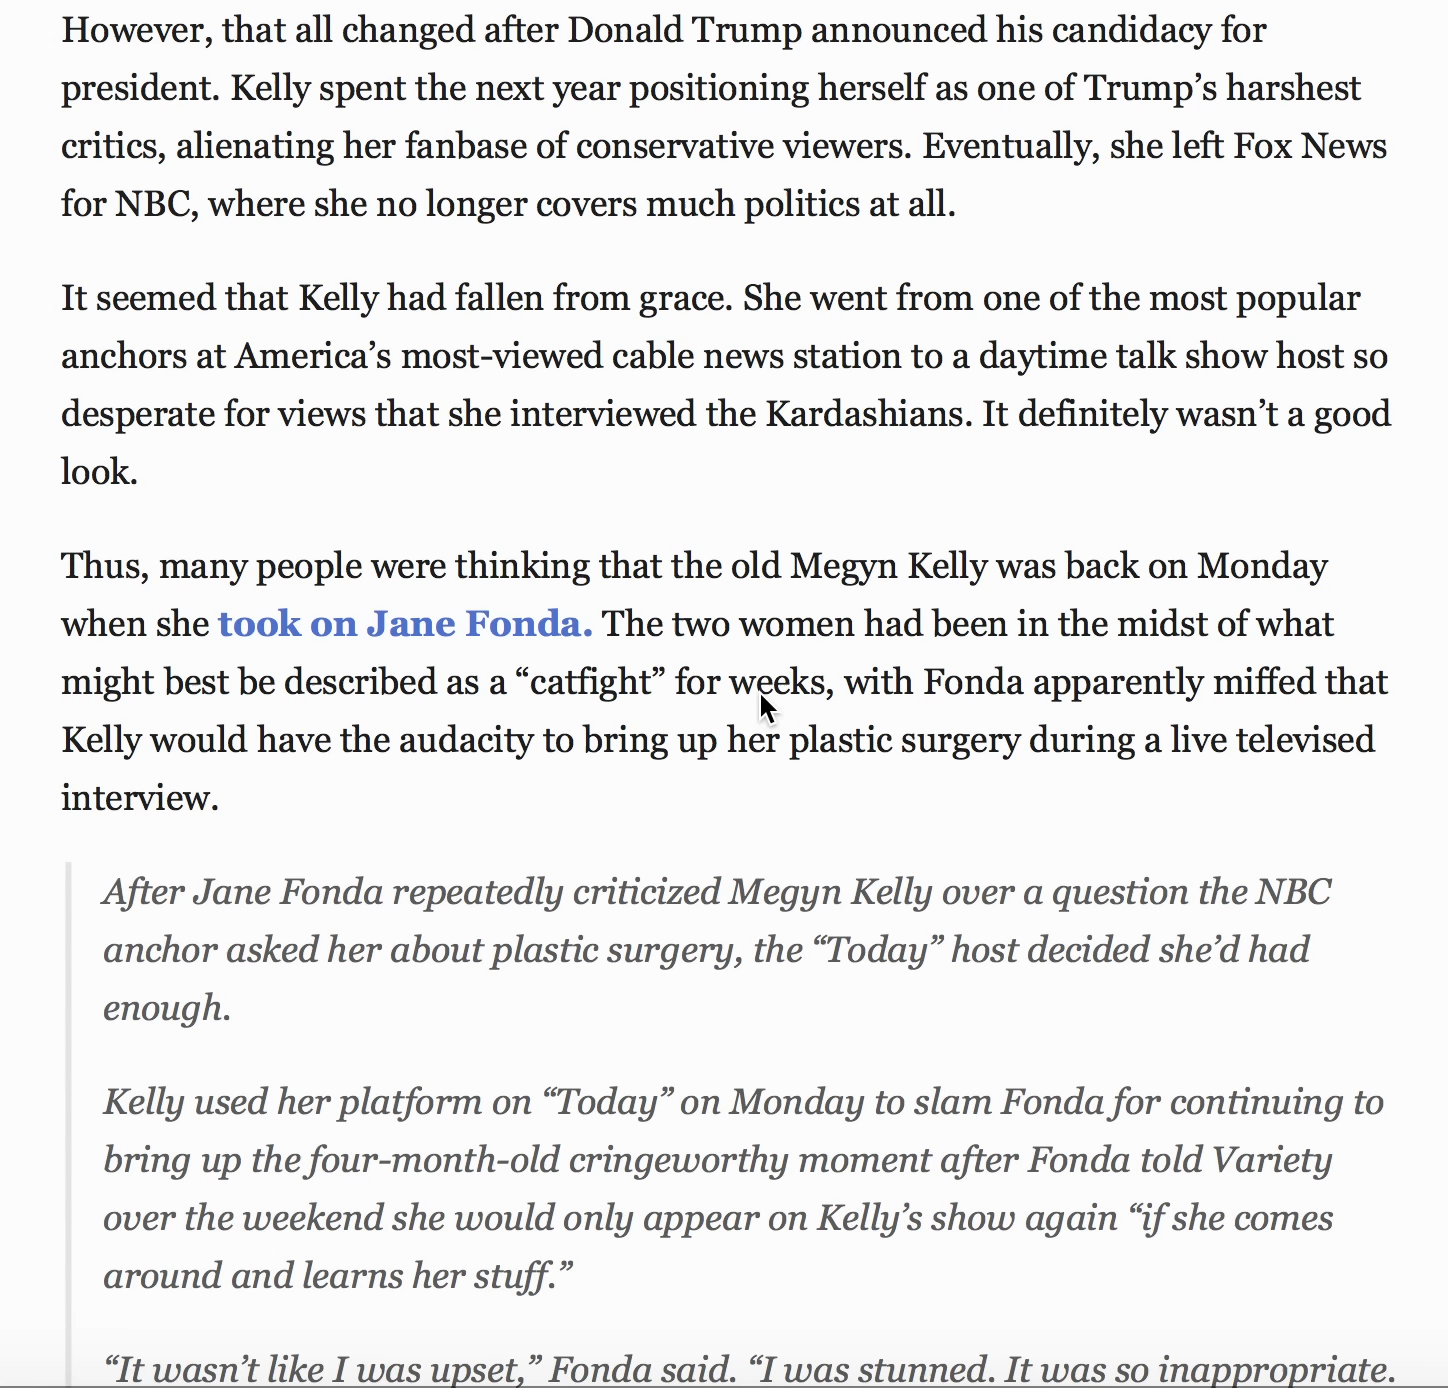 However, that all changed after Donald Trump announced his candidacy for
president. Kelly spent the next year positioning herself as one of Trump’s harshest
critics, alienating her fanbase of conservative viewers. Eventually, she left Fox News
for NBC, where she no longer covers much politics at all.
It seemed that Kelly had fallen from grace. She went from one of the most popular
anchors at America’s most-viewed cable news station to a daytime talk show host so
desperate for views that she interviewed the Kardashians. It definitely wasn’t a good
look.
Thus, many people were thinking that the old Megyn Kelly was back on Monday
when she took on Jane Fonda. The two women had been in the midst of what
might best be described as a “catfight” for weeks, with Fonda apparently miffed that
Kelly would have the audacity to bring up her plastic surgery during a live televised
interview.
After Jane Fonda repeatedly criticized Megyn Kelly over a question the NBC
anchor asked her about plastic surgery, the “Today” host decided she’d had
enough.
Kelly used her platform on “Today” on Monday to slam Fonda for continuing to
bring up the four-month-old cringeworthy moment after Fonda told Variety
over the weekend she would only appear on Kelly’s show again “if she comes
around and learns her stuff.”
“It wasn’t like I was upset,” Fonda said. “I was stunned. It was so inappropriate.